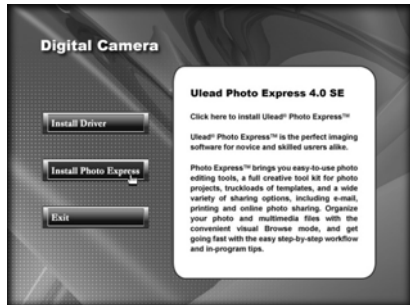 Digital Camera
Install Driver
Install Photo Express
Exit
Ulead Photo Express 4.0 SE
Click here to install Ulead® Photo Express™
Ulead® Photo Express™ is the perfect imaging
software for novice and skilled users alike.
Photo Express™ brings you easy-to-use photo
editing tools, a full creative tool kit for photo
projects, truckloads of templates, and a wide
variety of sharing options, including e-mail,
printing and online photo sharing. Organize
your photo and multimedia files with the
convenient visual Browse mode, and get
going fast with the easy step-by-step workflow
and in-program tips.